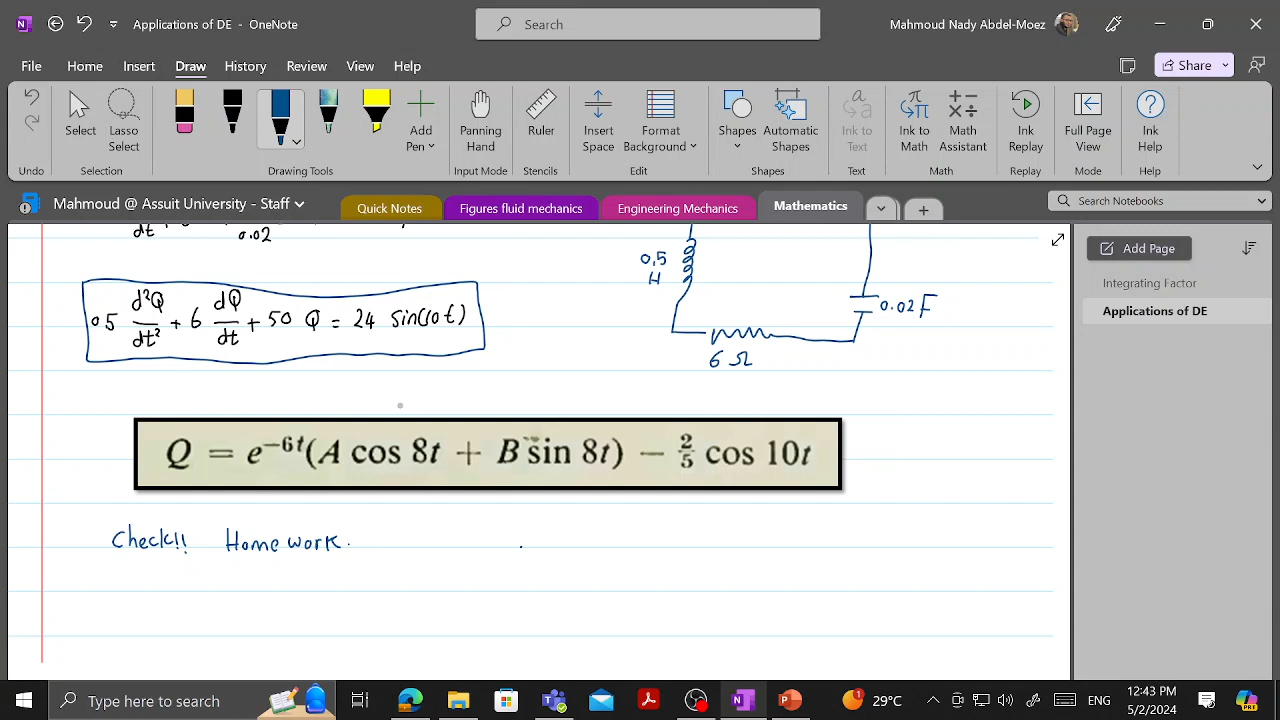 Applications of DE - OneNote
Search
Mahmoud Nady Abdel-Moez
File Home Insert Draw History Review View Help
Share
Undo
Select
Lasso Select
Selection
Add Pen
Drawing Tools
Panning Hand
Input Mode
Ruler
Stencils
Insert Space
Format Background
Edit
Shapes
Automatic Shapes
Shapes
Ink to Text
Text
Ink to Math
Math Assistant
Math
Ink Replay
Replay
Full Page View
Mode
Ink Help
Help
Mahmoud @ Assuit University - Staff
Quick Notes
Figures fluid mechanics
Engineering Mechanics
Mathematics
Search Notebooks
Add Page
Integrating Factor
Applications of DE
dt
0.02
0.5 H
0.02 F
6 Ω
0.5 d²Q/dt² + 6 dQ/dt + 50 Q = 24 sin(10t)
Q = e^{−6t}(A cos 8t + B sin 8t) − 2/5 cos 10t
Check!! Homework.
Type here to search
1
29°C
ENG
12:43 PM
5/2/2024